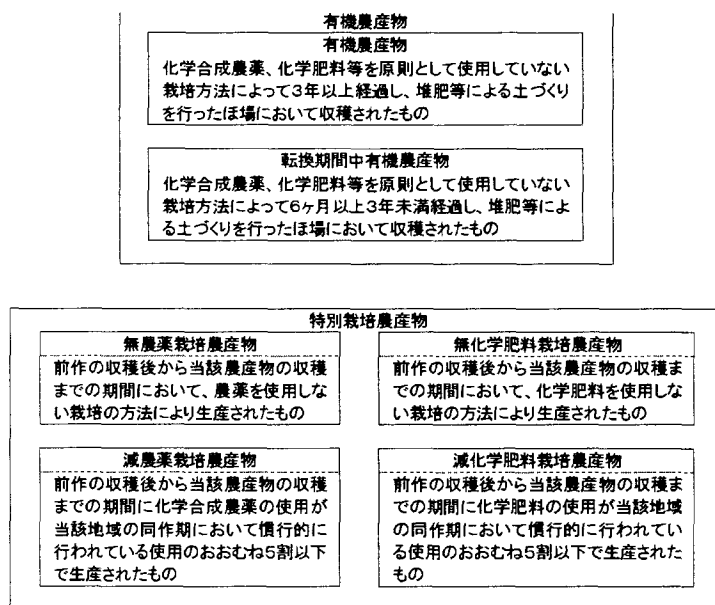 有機農産物
有機農産物
化学合成農薬、化学肥料等を原則として使用していない
栽培方法によって3年以上経過し、堆肥等による土づくり
を行ったほ場において収穫されたもの
転換期間中有機農産物
化学合成農薬、化学肥料等を原則として使用していない
栽培方法によって6ヶ月以上3年未満経過し、堆肥等によ
る土づくりを行ったほ場において収穫されたもの
特別栽培農産物
無農薬栽培農産物
前作の収穫後から当該農産物の収穫
までの期間において、農薬を使用しな
い栽培の方法により生産されたもの
無化学肥料栽培農産物
前作の収穫後から当該農産物の収穫ま
での期間において、化学肥料を使用しな
い栽培の方法により生産されたもの
減農薬栽培農産物
前作の収穫後から当該農産物の収穫
までの期間に化学合成農薬の使用が
当該地域の同作期において慣行的に
行われている使用のおおむね5割以下
で生産されたもの
減化学肥料栽培農産物
前作の収穫後から当該農産物の収穫ま
での期間に化学肥料の使用が当該地域
の同作期において慣行的に行われてい
る使用のおおむね5割以下で生産された
もの